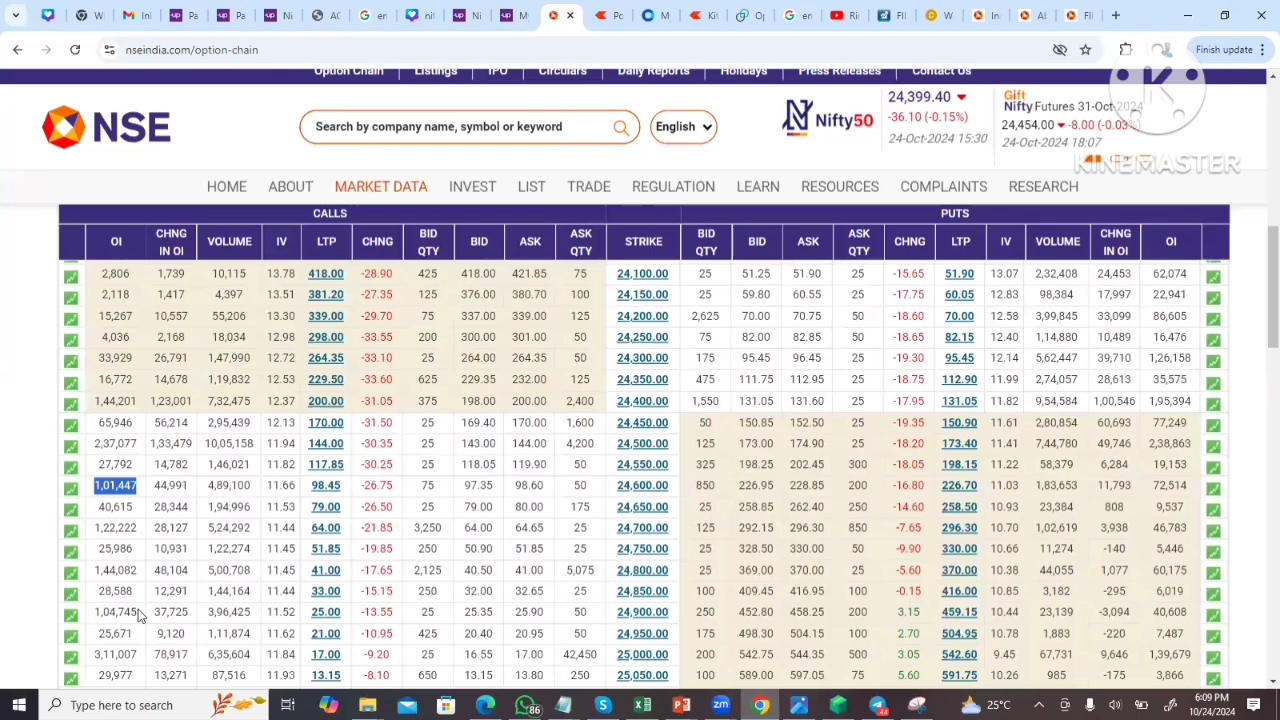 NSE
Pa
M
Ac
M
M
Ge
Fi
W
Fi
nseindia.com/option-chain
Finish update
Option Chain Listings IPO Circulars Daily Reports Holidays Press Releases Contact Us
NSE
Search by company name, symbol or keyword
English
Nifty50
24,399.40
-36.10 (-0.15%)
24-Oct-2024 15:30
Gift
Nifty Futures 31-Oct-2024
24,454.00 -8.00 (-0.03%)
24-Oct-2024 18:07
K
KINEMASTER
HOME ABOUT MARKET DATA INVEST LIST TRADE REGULATION LEARN RESOURCES COMPLAINTS RESEARCH
CALLS PUTS
OI CHNG IN OI VOLUME IV LTP CHNG BID QTY BID ASK ASK QTY STRIKE BID QTY BID ASK ASK QTY CHNG LTP IV VOLUME CHNG IN OI OI
2,806 1,739 10,115 13.78 418.00 -28.90 425 418.00 421.85 75 24,100.00 25 51.25 51.90 25 -15.65 51.90 13.07 2,32,408 24,453 62,074
2,118 1,417 4,397 13.51 381.20 -27.35 125 376.00 380.70 100 24,150.00 25 59.80 60.55 25 -17.75 60.05 12.83 98,384 17,997 22,941
15,267 10,557 55,206 13.30 339.00 -29.70 75 337.00 339.00 125 24,200.00 2,625 70.00 70.75 50 -18.60 70.00 12.58 3,99,845 33,099 86,605
4,036 2,168 18,034 12.98 298.00 -33.55 200 300.00 301.00 50 24,250.00 75 82.00 82.85 50 -18.65 82.15 12.40 1,14,880 10,489 16,476
33,929 26,791 1,47,990 12.72 264.35 -33.10 25 264.00 264.35 50 24,300.00 175 95.45 96.45 25 -19.30 95.45 12.14 5,62,447 39,710 1,26,158
16,772 14,678 1,19,832 12.53 229.50 -33.60 625 229.35 232.00 125 24,350.00 475 111.75 112.95 25 -18.75 112.90 11.99 2,74,057 28,613 35,575
1,44,201 1,23,001 7,32,475 12.37 200.00 -31.05 375 198.00 200.00 2,400 24,400.00 1,550 131.05 131.60 25 -17.95 131.05 11.82 9,54,584 1,00,546 1,95,394
65,946 56,214 2,95,439 12.13 170.00 -31.50 25 169.40 170.00 1,600 24,450.00 50 150.85 152.50 25 -19.35 150.90 11.61 2,80,854 60,693 77,249
2,37,077 1,33,479 10,05,158 11.94 144.00 -30.35 25 143.00 144.00 4,200 24,500.00 125 173.00 174.90 25 -18.20 173.40 11.41 7,44,780 49,746 2,38,863
27,792 14,782 1,46,021 11.82 117.85 -30.25 25 118.05 119.90 50 24,550.00 325 198.25 202.45 300 -18.05 198.15 11.22 58,379 6,284 19,153
1,01,447 44,991 4,89,100 11.66 98.45 -26.75 75 97.35 98.60 50 24,600.00 850 226.95 228.85 200 -16.80 226.70 11.03 1,83,653 11,793 72,514
40,615 28,344 1,94,996 11.53 79.00 -26.50 25 79.00 80.00 175 24,650.00 25 258.85 262.40 250 -14.60 258.50 10.93 23,384 808 9,537
1,22,222 28,127 5,24,292 11.44 64.00 -21.85 3,250 64.00 64.65 25 24,700.00 125 292.15 296.30 850 -7.65 296.30 10.70 1,02,619 3,938 46,783
25,986 10,931 1,22,274 11.45 51.85 -19.85 250 50.90 51.85 25 24,750.00 25 328.50 330.00 50 -9.90 330.00 10.66 11,274 -140 5,446
1,44,082 48,104 5,00,708 11.45 41.00 -17.65 2,125 40.50 41.00 5,075 24,800.00 25 369.00 370.00 25 -5.60 370.00 10.38 44,055 1,077 60,175
28,588 12,291 1,44,164 11.44 33.00 -15.15 250 32.00 32.65 25 24,850.00 100 409.45 416.95 100 -0.15 416.00 10.85 3,182 -295 6,019
1,04,745 37,725 3,96,425 11.52 25.00 -13.55 200 25.35 25.90 50 24,900.00 250 452.80 458.25 200 3.15 459.15 10.44 23,139 -3,094 40,608
25,671 9,120 1,11,874 11.62 21.00 -10.95 425 20.40 20.95 50 24,950.00 175 498.30 504.15 100 2.70 504.95 10.78 1,883 -220 7,487
3,11,007 78,917 6,35,604 11.84 17.00 -9.20 25 16.55 17.00 42,450 25,000.00 200 542.75 544.35 500 3.05 542.60 9.45 67,731 9,646 1,39,679
29,977 13,271 87,516 11.93 13.15 -8.10 650 13.15 13.80 250 25,050.00 100 589.00 597.05 75 5.60 591.75 10.26 985 -175 3,866
Type here to search
86
zm
44
25°C
6:09 PM
10/24/2024